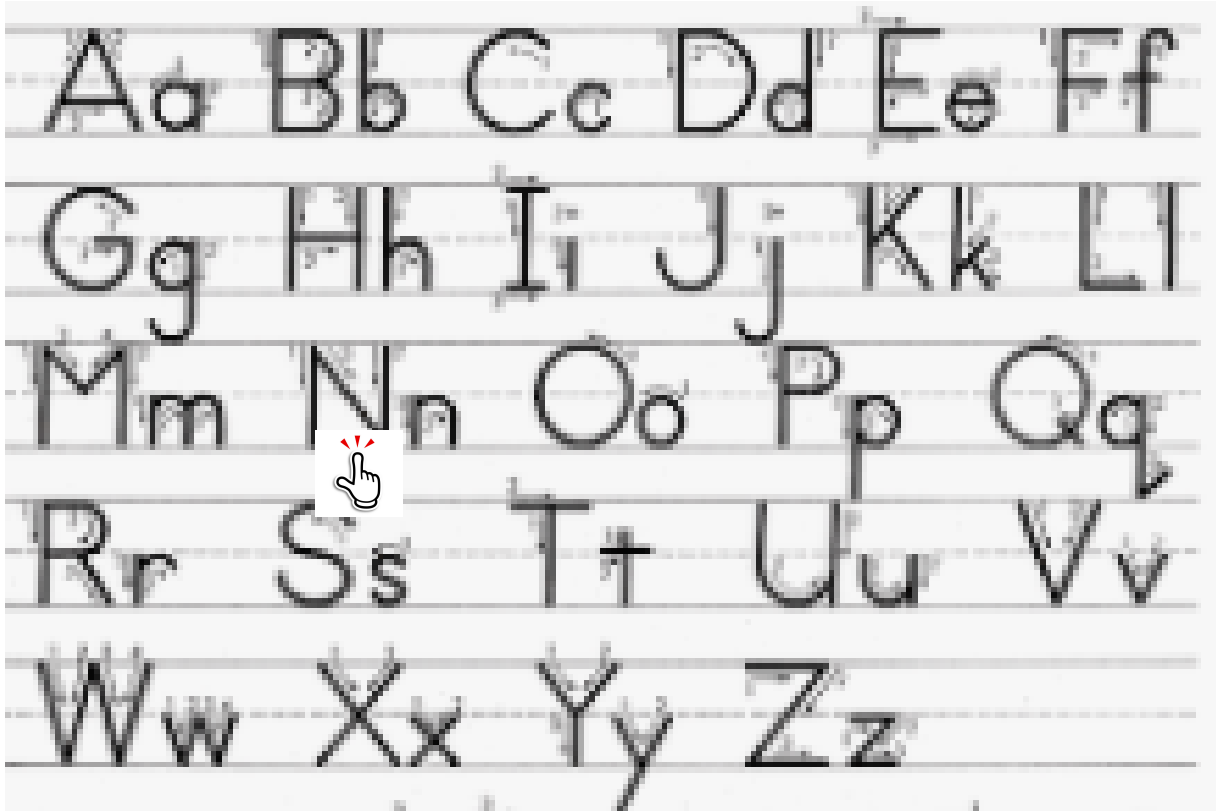 Aa Bb Cc Dd Ee Ff
Gg Hh Ii Jj Kk Ll
Mm Nn Oo Pp Qq
Rr Ss Tt Uu Vv
Ww Xx Yy Zz